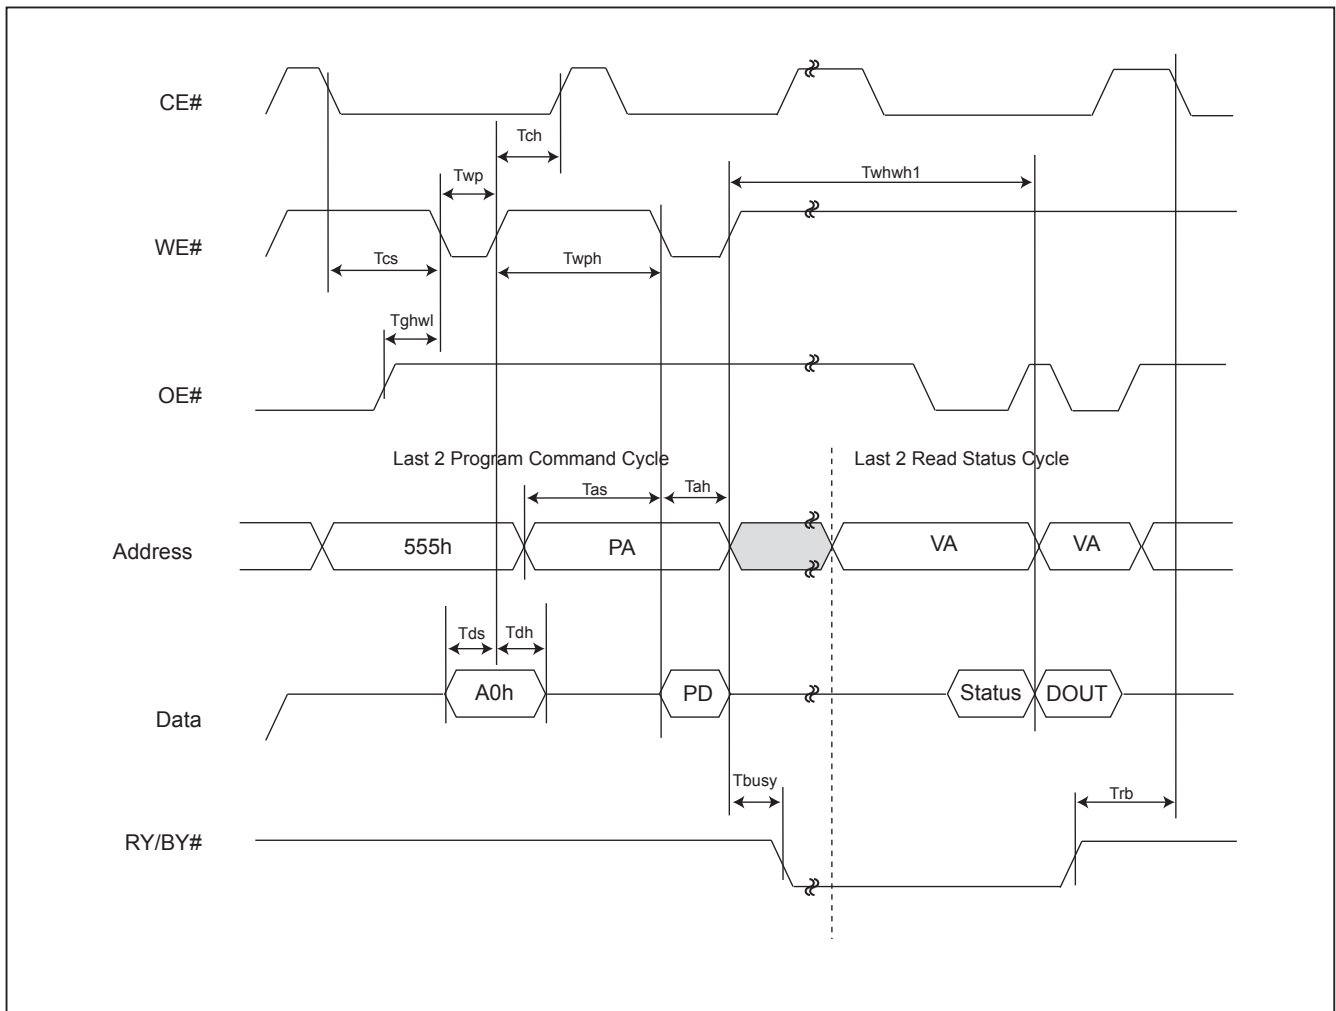 CE#
Tch
Twp
Twhwh1
WE#
Tcs
Twph
Tghwl
OE#
Last 2 Program Command Cycle
Last 2 Read Status Cycle
Tas
Tah
Address
555h
PA
VA
VA
Tds
Tdh
Data
A0h
PD
Status
DOUT
Tbusy
Trb
RY/BY#